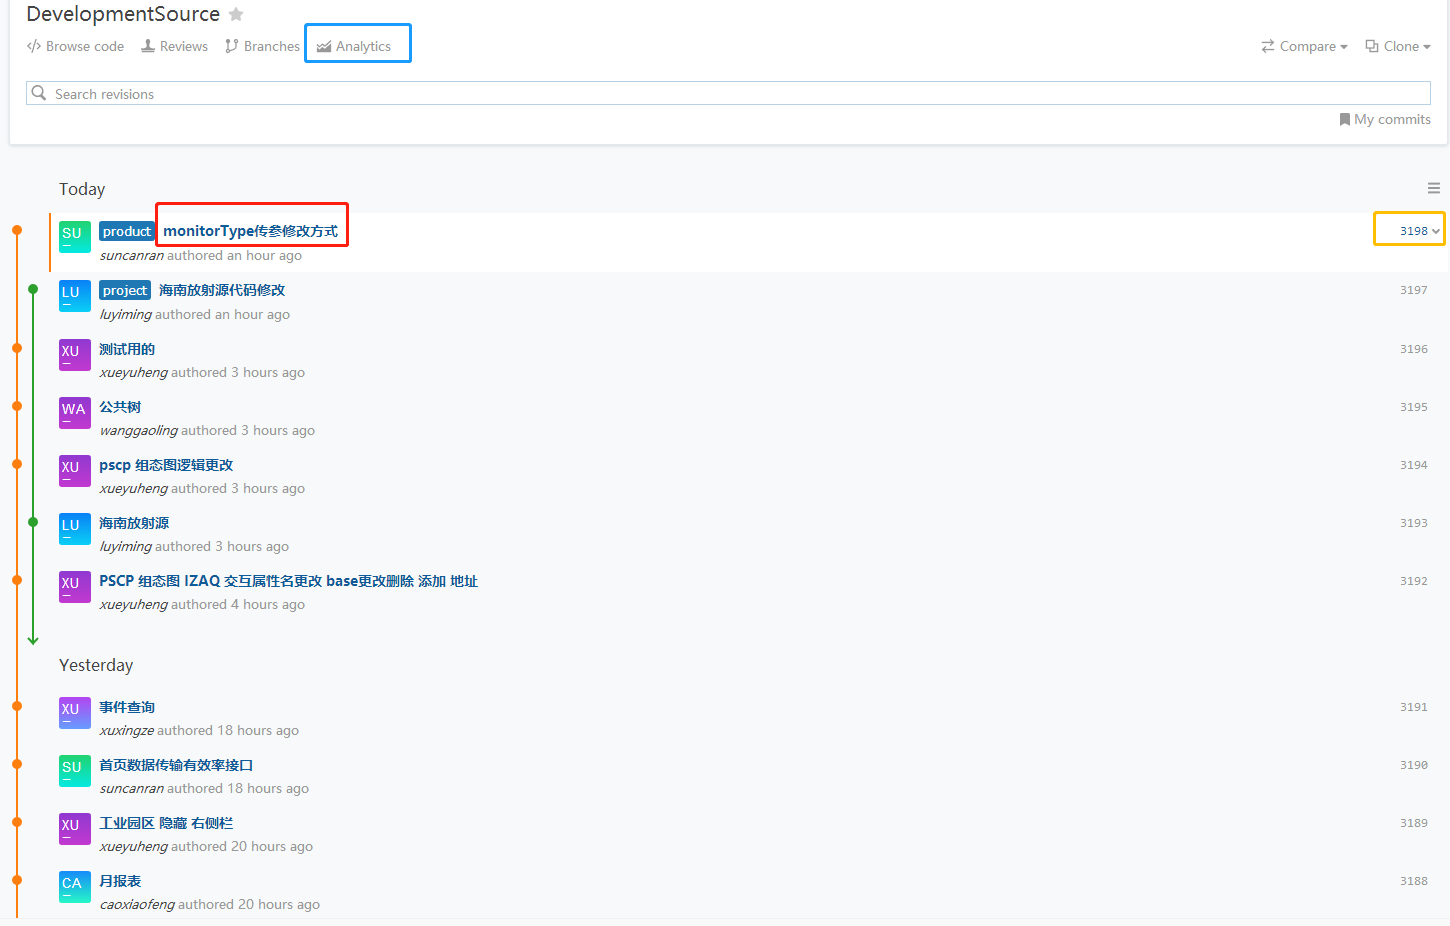 DevelopmentSource
Browse code Reviews Branches Analytics Compare Clone
Search revisions
My commits
Today
SU product monitorType传参修改方式 3198
suncanran authored an hour ago
LU project 海南放射源代码修改 3197
luyiming authored an hour ago
XU 测试用的 3196
xueyuheng authored 3 hours ago
WA 公共树 3195
wanggaoling authored 3 hours ago
XU pscp 组态图逻辑更改 3194
xueyuheng authored 3 hours ago
LU 海南放射源 3193
luyiming authored 3 hours ago
XU PSCP 组态图 IZAQ 交互属性名更改 base更改删除 添加 地址 3192
xueyuheng authored 4 hours ago
Yesterday
XU 事件查询 3191
xuxingze authored 18 hours ago
SU 首页数据传输有效率接口 3190
suncanran authored 18 hours ago
XU 工业园区 隐藏 右侧栏 3189
xueyuheng authored 20 hours ago
CA 月报表 3188
caoxiaofeng authored 20 hours ago